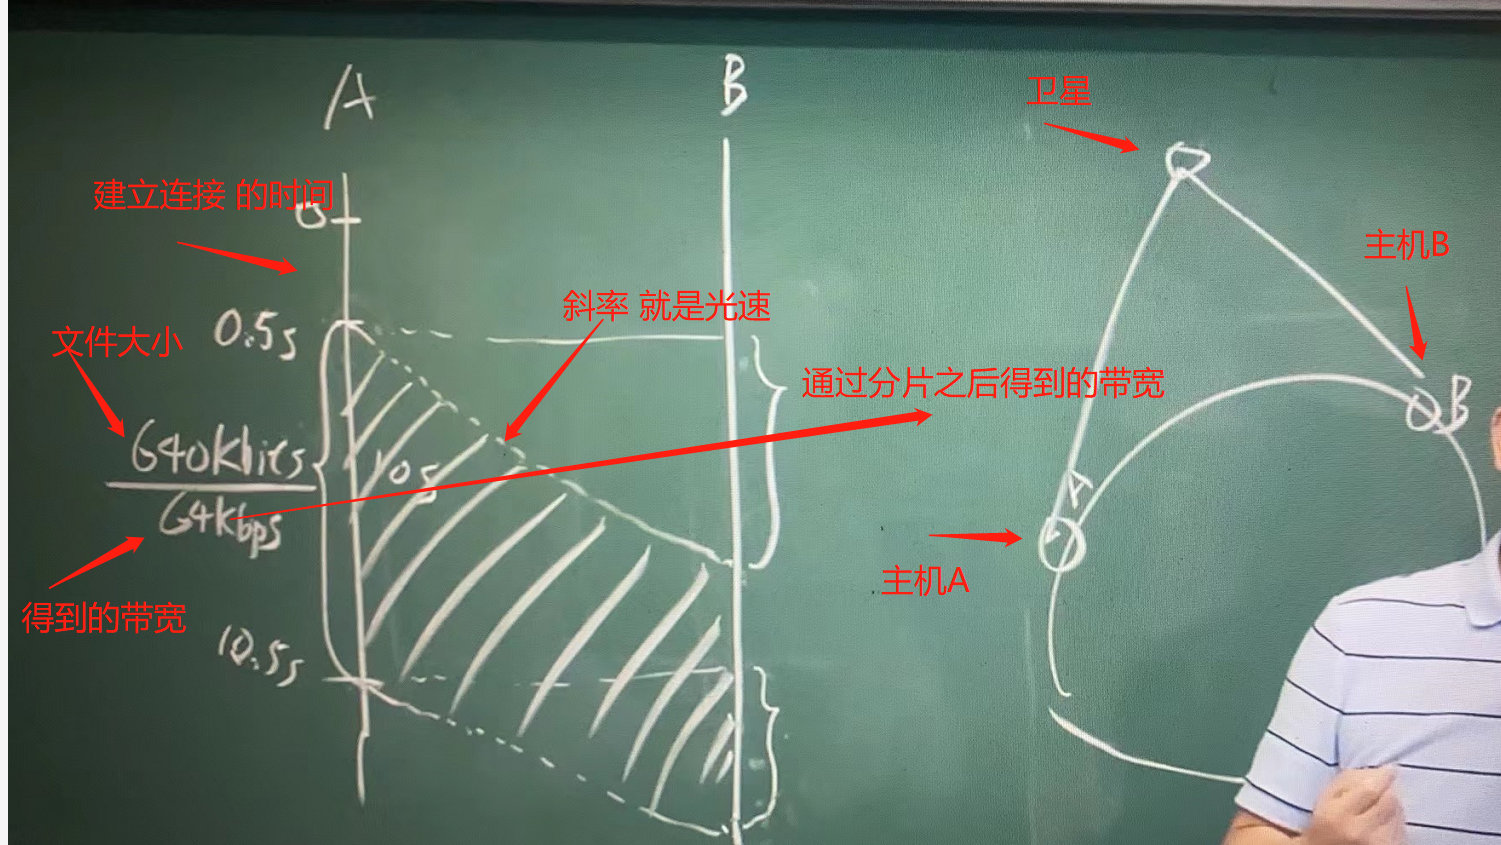 A
B
卫星
建立连接 的时间
0
主机B
斜率 就是光速
0.5s
文件大小
通过分片之后得到的带宽
B
640Kbits
10s
A
64Kbps
主机A
得到的带宽
10.5s